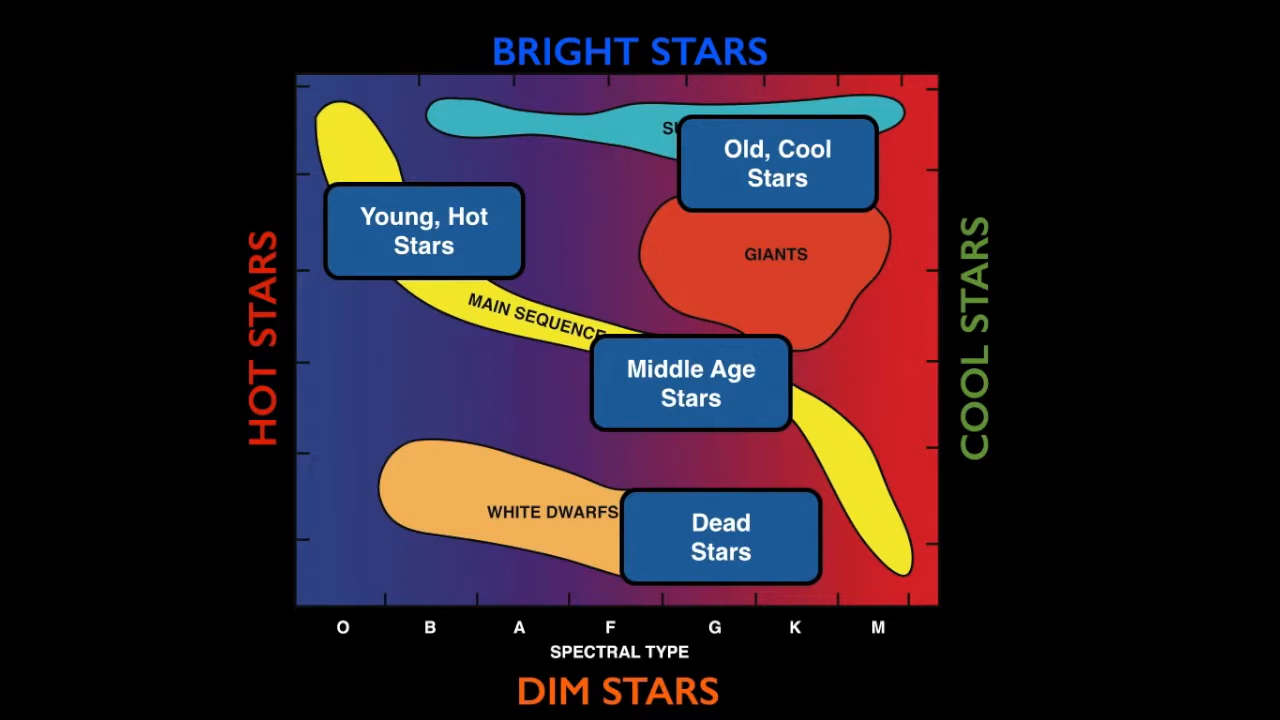 BRIGHT STARS
Old, Cool
Stars
Young, Hot
Stars
GIANTS
HOT STARS
COOL STARS
MAIN SEQUENCE
Middle Age
Stars
WHITE DWARFS
Dead
Stars
O B A F G K M
SPECTRAL TYPE
DIM STARS